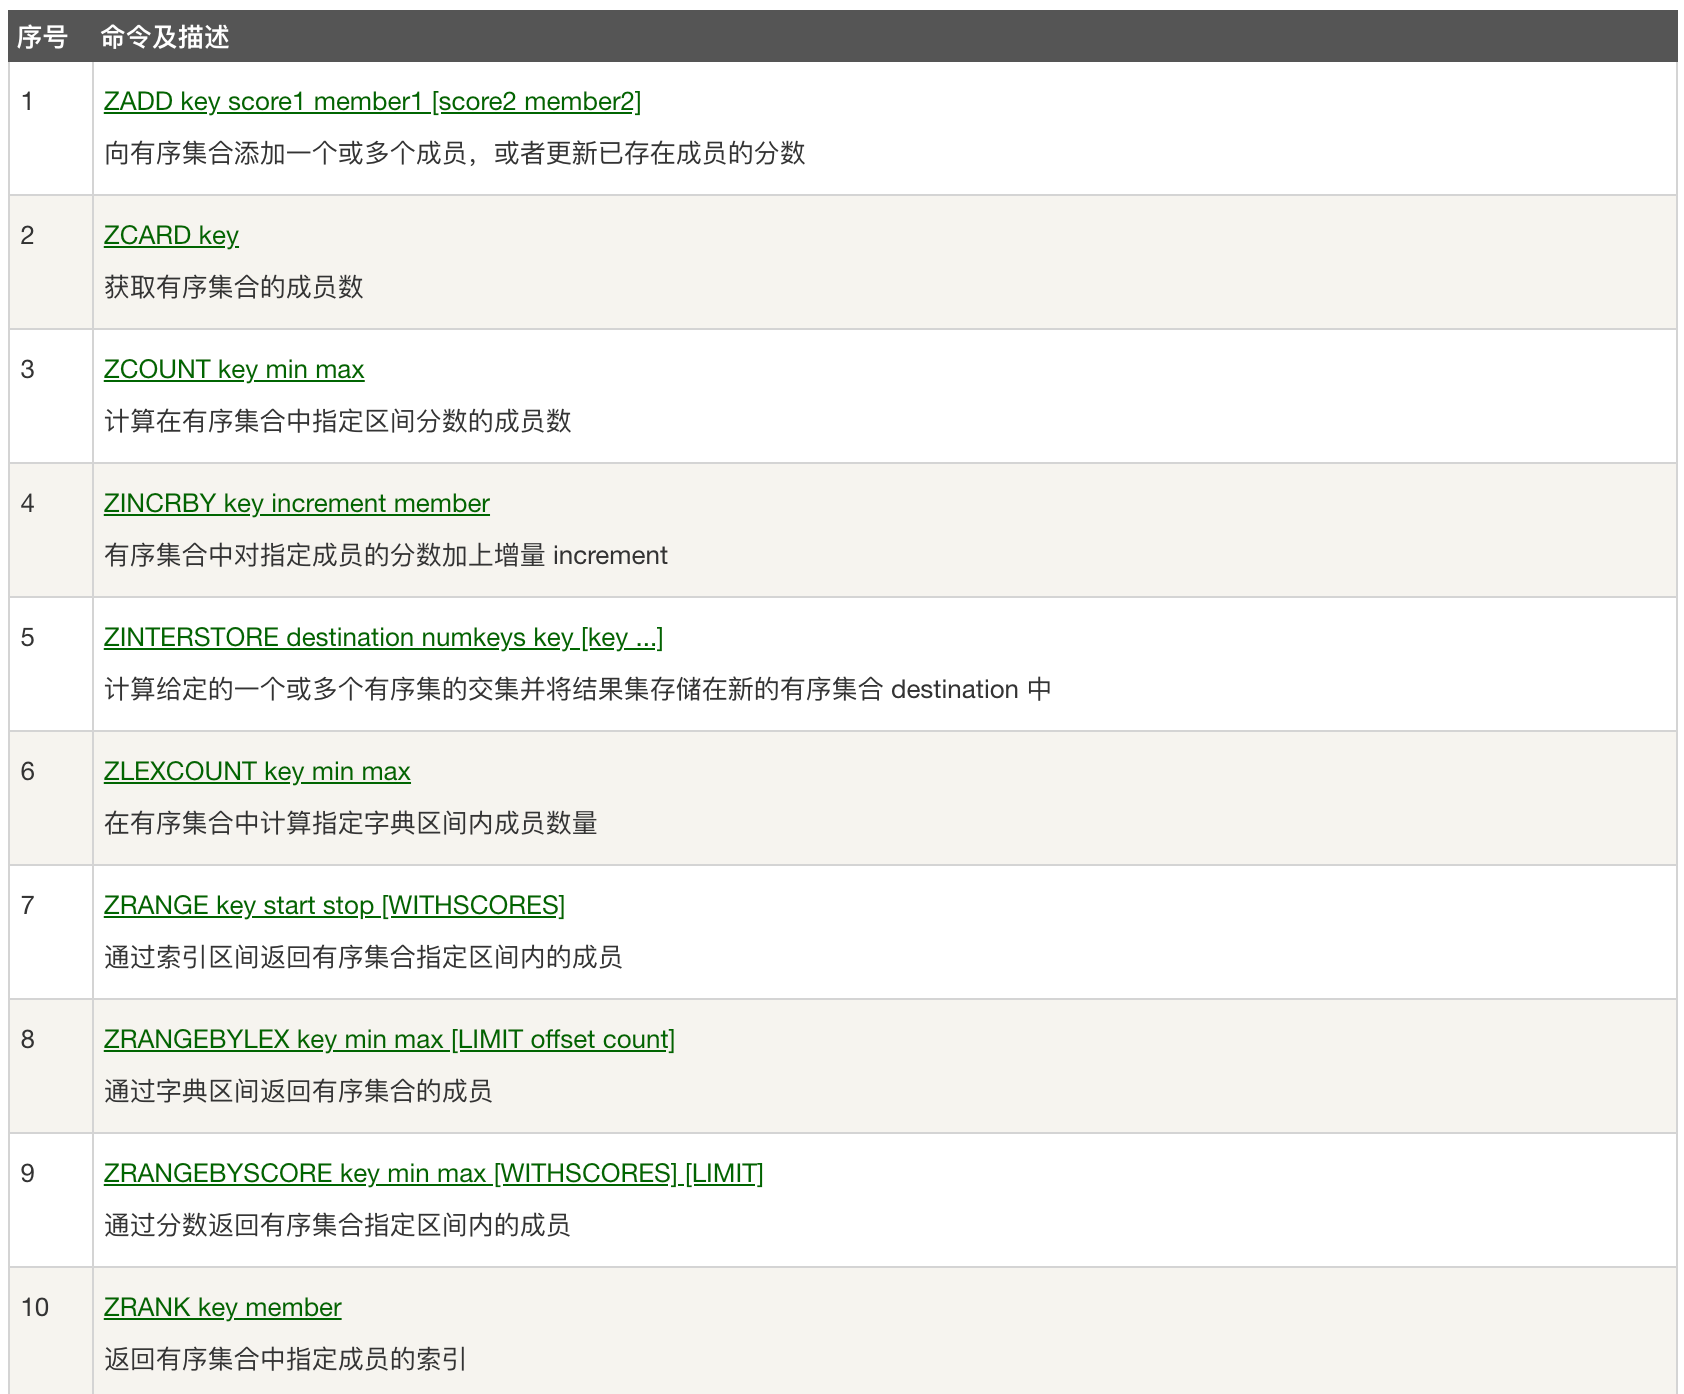 序号 命令及描述
1 ZADD key score1 member1 [score2 member2]
向有序集合添加一个或多个成员，或者更新已存在成员的分数
2 ZCARD key
获取有序集合的成员数
3 ZCOUNT key min max
计算在有序集合中指定区间分数的成员数
4 ZINCRBY key increment member
有序集合中对指定成员的分数加上增量 increment
5 ZINTERSTORE destination numkeys key [key ...]
计算给定的一个或多个有序集的交集并将结果集存储在新的有序集合 destination 中
6 ZLEXCOUNT key min max
在有序集合中计算指定字典区间内成员数量
7 ZRANGE key start stop [WITHSCORES]
通过索引区间返回有序集合指定区间内的成员
8 ZRANGEBYLEX key min max [LIMIT offset count]
通过字典区间返回有序集合的成员
9 ZRANGEBYSCORE key min max [WITHSCORES] [LIMIT]
通过分数返回有序集合指定区间内的成员
10 ZRANK key member
返回有序集合中指定成员的索引